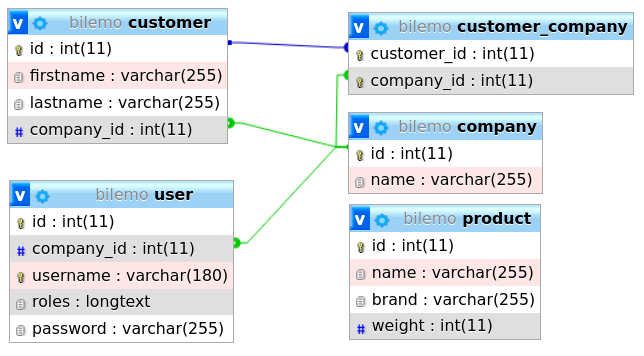 bilemo customer
id : int(11)
firstname : varchar(255)
lastname : varchar(255)
# company_id : int(11)
bilemo customer_company
customer_id : int(11)
company_id : int(11)
bilemo company
id : int(11)
name : varchar(255)
bilemo user
id : int(11)
# company_id : int(11)
username : varchar(180)
roles : longtext
password : varchar(255)
bilemo product
id : int(11)
name : varchar(255)
brand : varchar(255)
# weight : int(11)